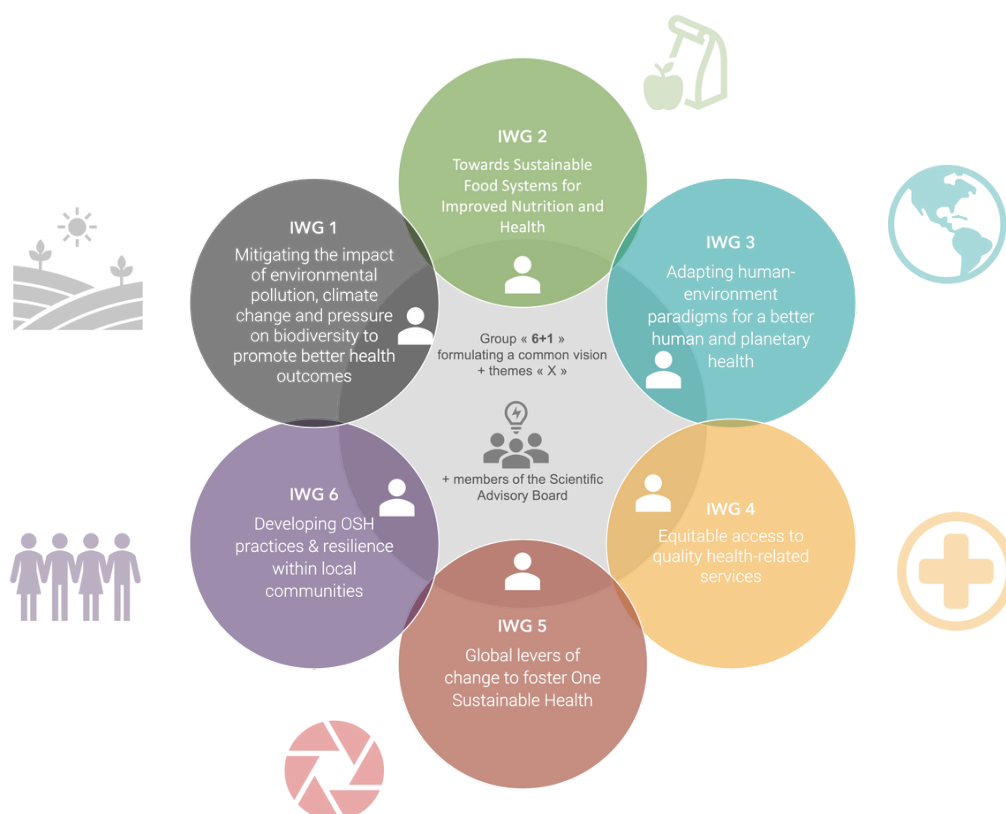 IWG 2
Towards Sustainable
Food Systems for
Improved Nutrition and
Health
IWG 1
Mitigating the impact
of environmental
pollution, climate
change and pressure
on biodiversity to
promote better health
outcomes
IWG 3
Adapting human-
environment
paradigms for a better
human and planetary
health
Group « 6+1 »
formulating a common vision
+ themes « X »
+ members of the Scientific
Advisory Board
IWG 6
Developing OSH
practices & resilience
within local
communities
IWG 4
Equitable access to
quality health-related
services
IWG 5
Global levers of
change to foster One
Sustainable Health